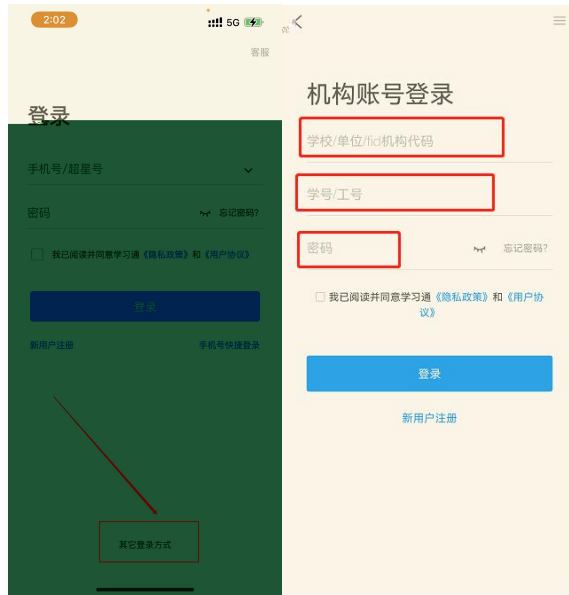 2:02
5G
客服
登录
手机号/超星号
密码
忘记密码?
我已阅读并同意学习通《隐私政策》和《用户协议》
登录
新用户注册
手机号快捷登录
其它登录方式
机构账号登录
学校/单位/fid机构代码
学号/工号
密码
忘记密码?
我已阅读并同意学习通《隐私政策》和《用户协
议》
登录
新用户注册